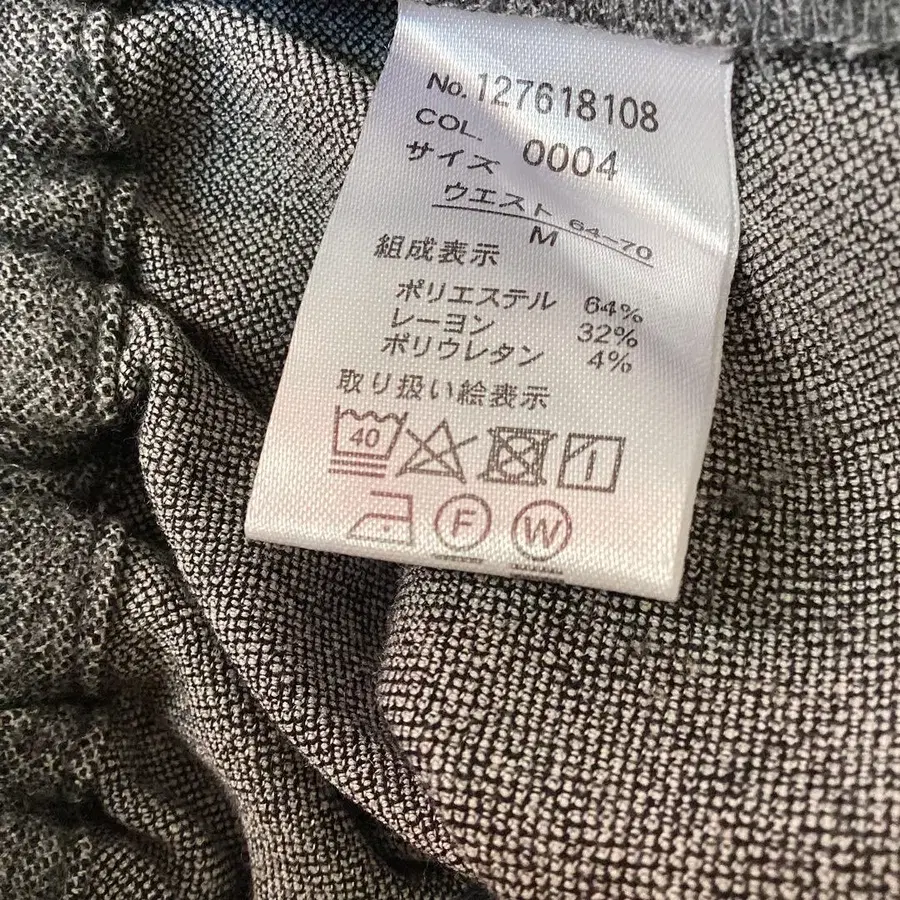 No. 127618108
COL. 0004
サイズ
ウエスト 64-70
M
組成表示
ポリエステル 64%
レーヨン 32%
ポリウレタン 4%
取り扱い絵表示
40
F W